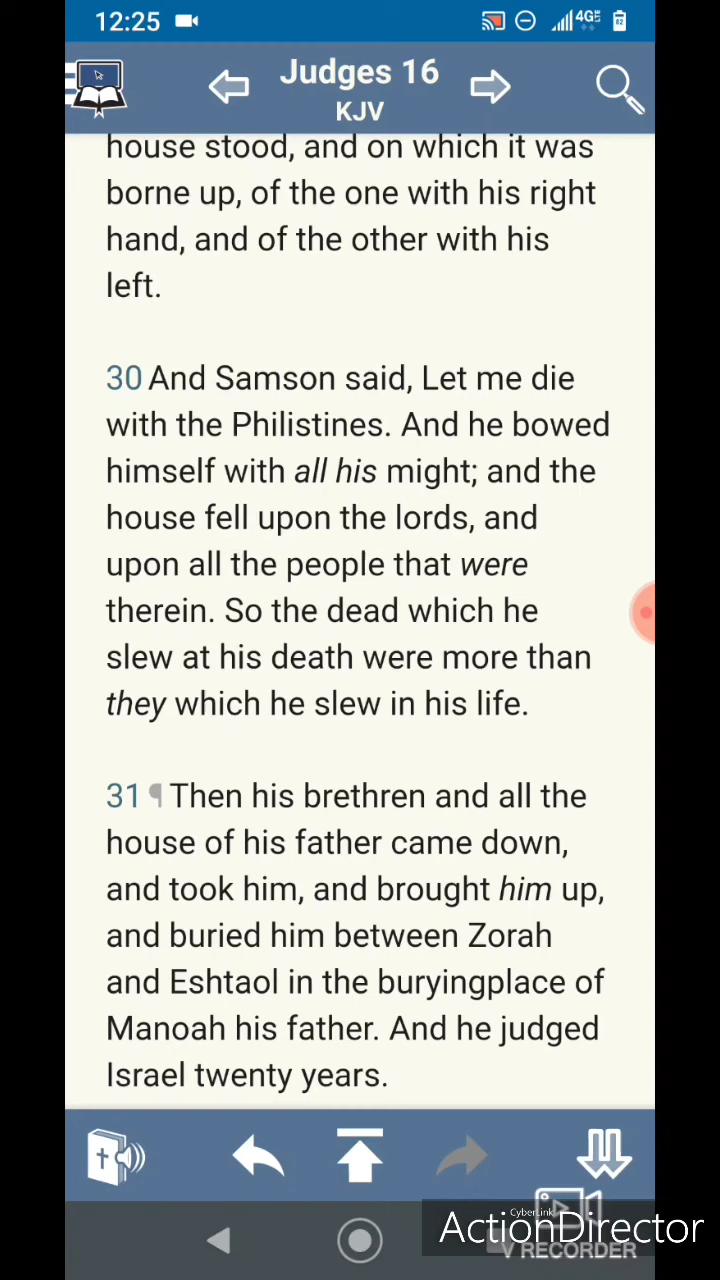 12:25
4GE
82
Judges 16
KJV
house stood, and on which it was
borne up, of the one with his right
hand, and of the other with his
left.
30 And Samson said, Let me die
with the Philistines. And he bowed
himself with all his might; and the
house fell upon the lords, and
upon all the people that were
therein. So the dead which he
slew at his death were more than
they which he slew in his life.
31 ¶ Then his brethren and all the
house of his father came down,
and took him, and brought him up,
and buried him between Zorah
and Eshtaol in the buryingplace of
Manoah his father. And he judged
Israel twenty years.
CyberLink
ActionDirector
V RECORDER